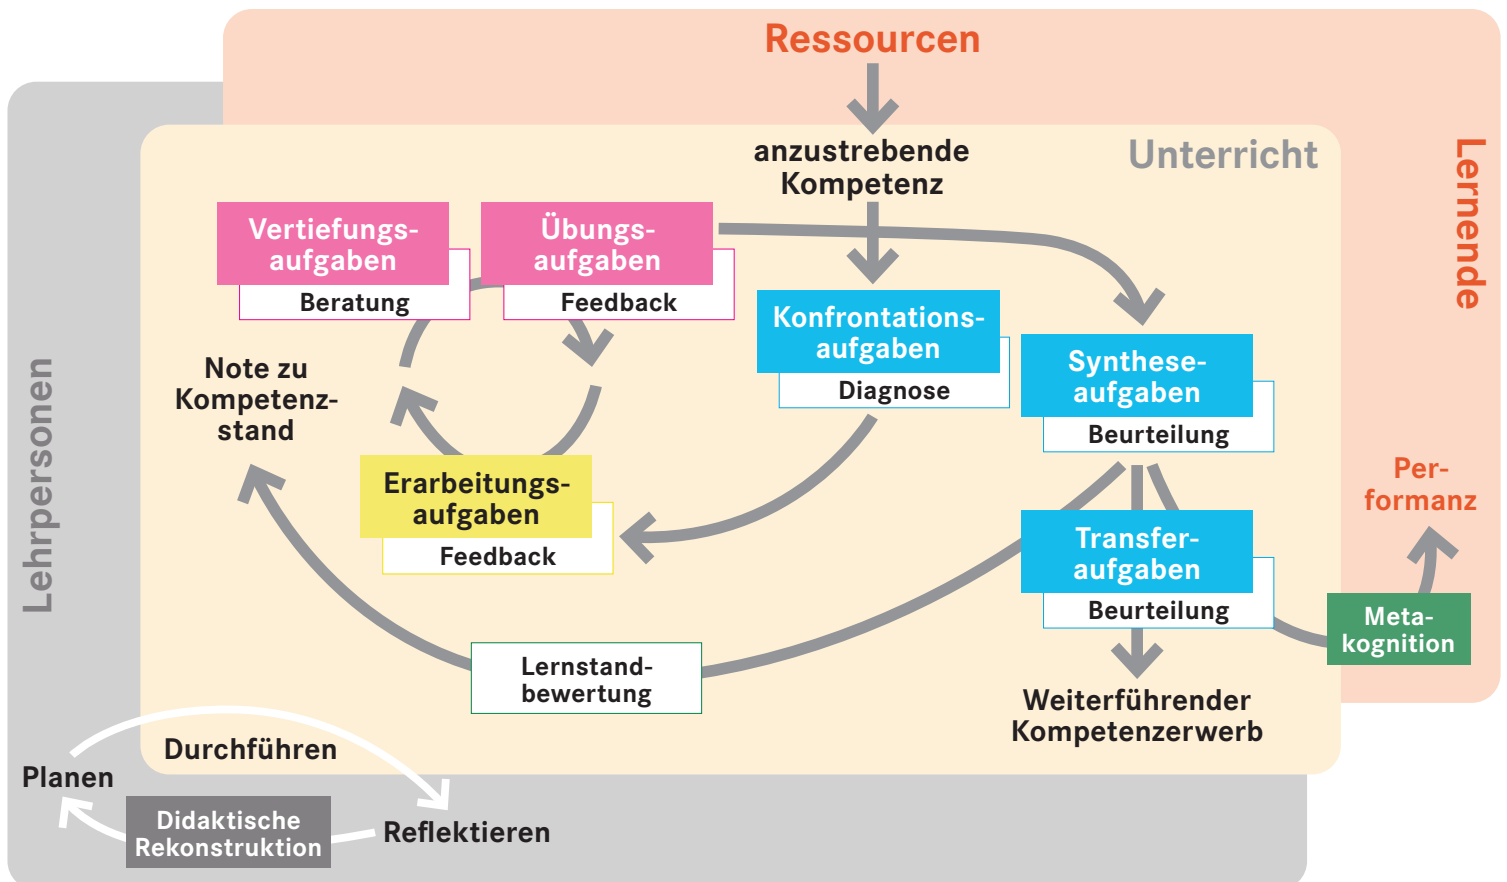 Ressourcen
anzustrebende
Kompetenz
Unterricht
Lernende
Vertiefungs-
aufgaben
Beratung
Übungs-
aufgaben
Feedback
Konfrontations-
aufgaben
Diagnose
Synthese-
aufgaben
Beurteilung
Note zu
Kompetenz-
stand
Erarbeitungs-
aufgaben
Feedback
Transfer-
aufgaben
Beurteilung
Per-
formanz
Meta-
kognition
Lernstand-
bewertung
Weiterführender
Kompetenzerwerb
Lehrpersonen
Durchführen
Planen
Didaktische
Rekonstruktion
Reflektieren